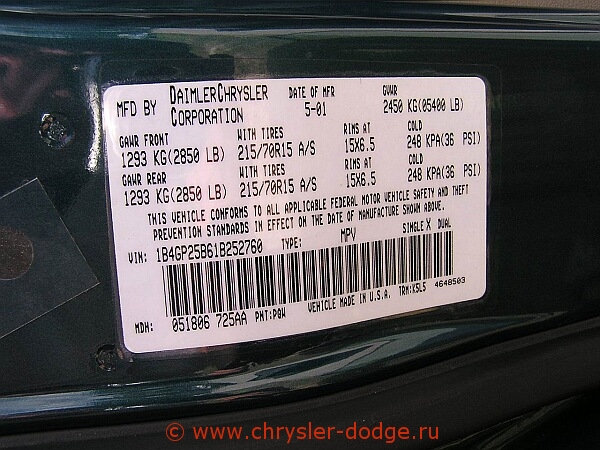 MFD BY DAIMLERCHRYSLER CORPORATION DATE OF MFR 5-01 GVWR 2450 KG(05400 LB)
GAWR FRONT WITH TIRES RIMS AT COLD
1293 KG(2850 LB) 215/70R15 A/S 15X6.5 248 KPA(36 PSI)
GAWR REAR WITH TIRES RIMS AT COLD
1293 KG(2850 LB) 215/70R15 A/S 15X6.5 248 KPA(36 PSI)
THIS VEHICLE CONFORMS TO ALL APPLICABLE FEDERAL MOTOR VEHICLE SAFETY AND THEFT
PREVENTION STANDARDS IN EFFECT ON THE DATE OF MANUFACTURE SHOWN ABOVE.
VIN: 1B4GP25B61B252760 TYPE: MPV SINGLE X DUAL
MDH: 051806 725AA PNT:PQW VEHICLE MADE IN U.S.A. TRM:K5L5 4648503
© www.chrysler-dodge.ru